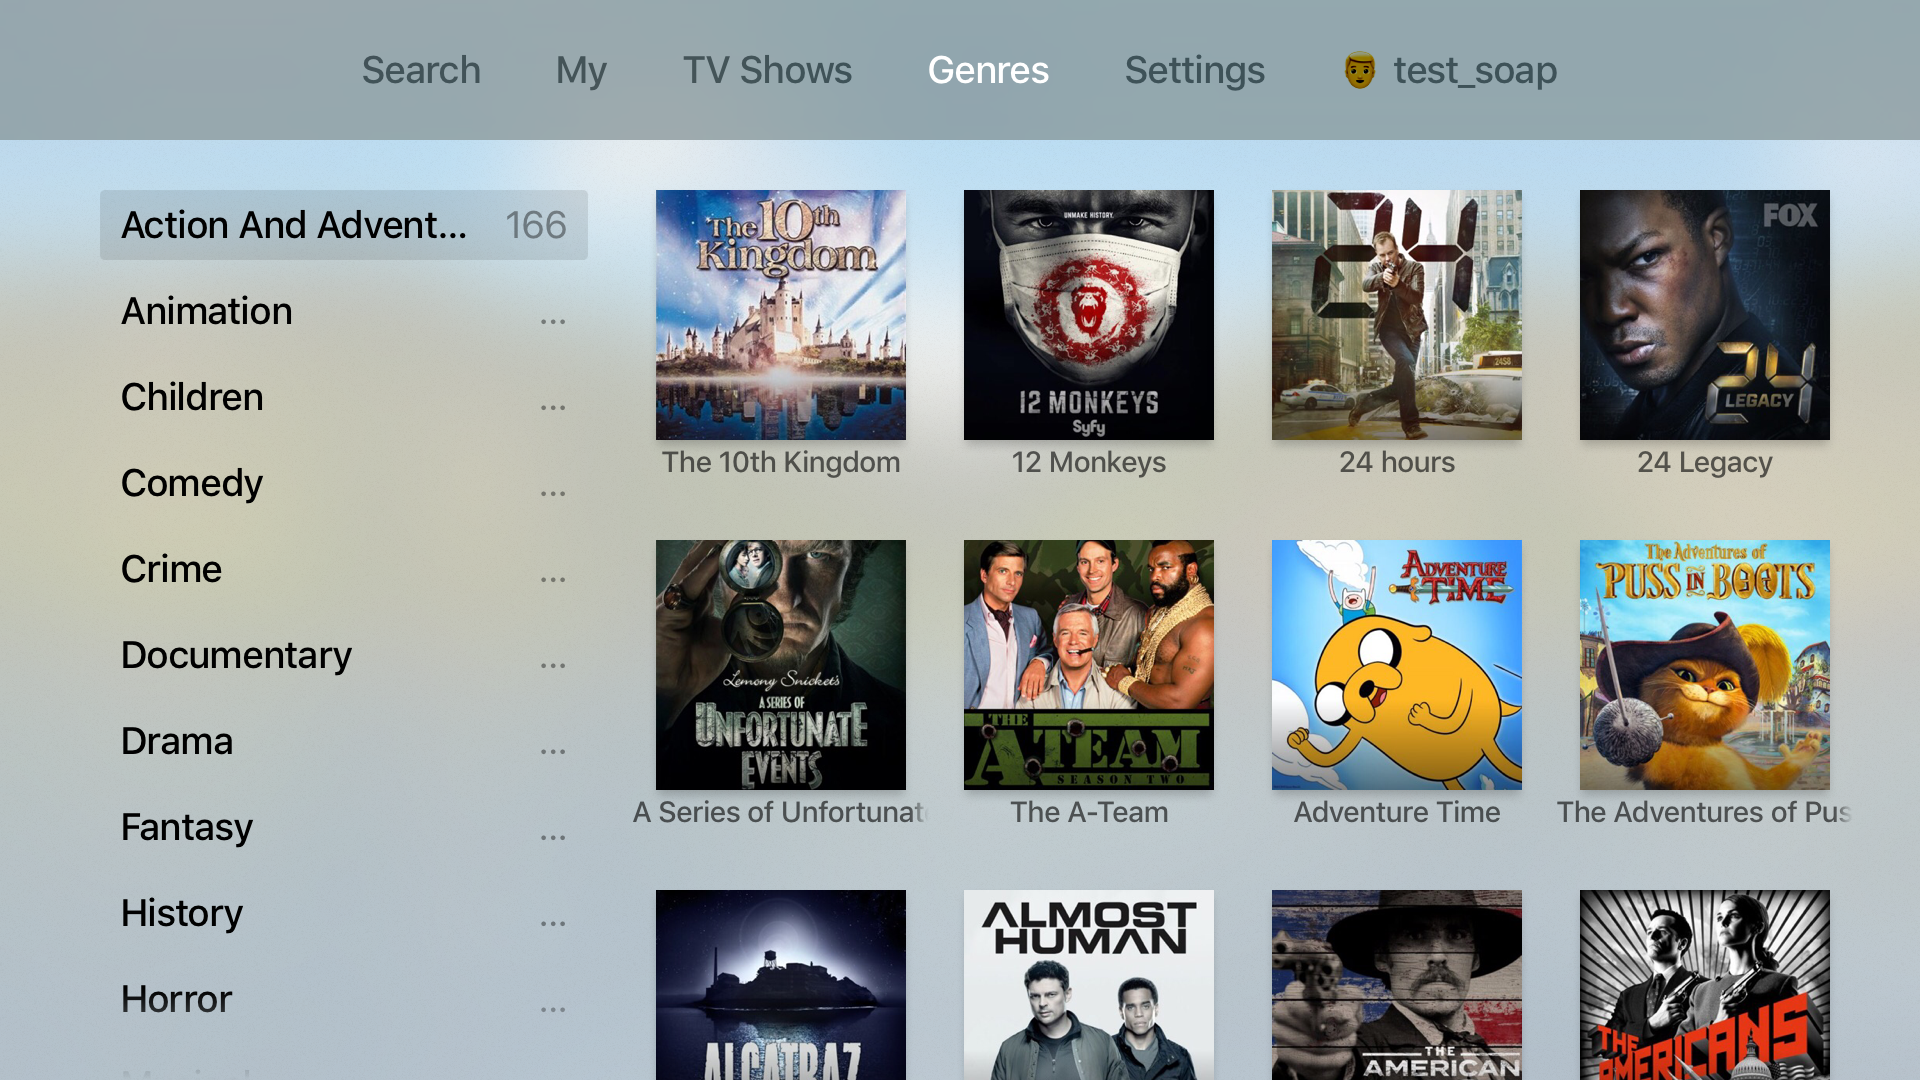 Search
My
TV Shows
Genres
Settings
test_soap
Action And Advent...
166
Animation
...
Children
...
Comedy
...
Crime
...
Documentary
...
Drama
...
Fantasy
...
History
...
Horror
...
The 10th
Kingdom
The 10th Kingdom
UNMAKE HISTORY.
12 MONKEYS
Syfy
12 Monkeys
24
2458
24 hours
FOX
24
LEGACY
24 Legacy
Lemony Snicket's
A SERIES OF
UNFORTUNATE
EVENTS
A Series of Unfortunat
THE
A TEAM
SEASON TWO
The A-Team
ADVENTURE
TIME
Adventure Time
The Adventures of
PUSS IN BOOTS
The Adventures of Pus
ALCATRAZ
ALMOST
HUMAN
THE
AMERICAN
THE
AMERICANS